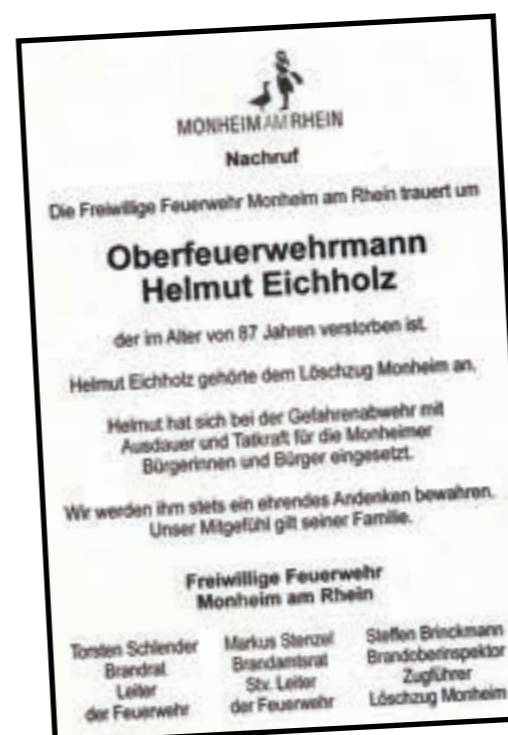 MONHEIM AM RHEIN
Nachruf
Die Freiwillige Feuerwehr Monheim am Rhein trauert um
Oberfeuerwehrmann
Helmut Eichholz
der im Alter von 87 Jahren verstorben ist.
Helmut Eichholz gehörte dem Löschzug Monheim an.
Helmut hat sich bei der Gefahrenabwehr mit
Ausdauer und Tatkraft für die Monheimer
Bürgerinnen und Bürger eingesetzt.
Wir werden ihm stets ein ehrendes Andenken bewahren.
Unser Mitgefühl gilt seiner Familie.
Freiwillige Feuerwehr
Monheim am Rhein
Torsten Schlender
Brandrat
Leiter
der Feuerwehr
Markus Stenzel
Brandamtsrat
Stv. Leiter
der Feuerwehr
Steffen Brinckmann
Brandoberinspektor
Zugführer
Löschzug Monheim